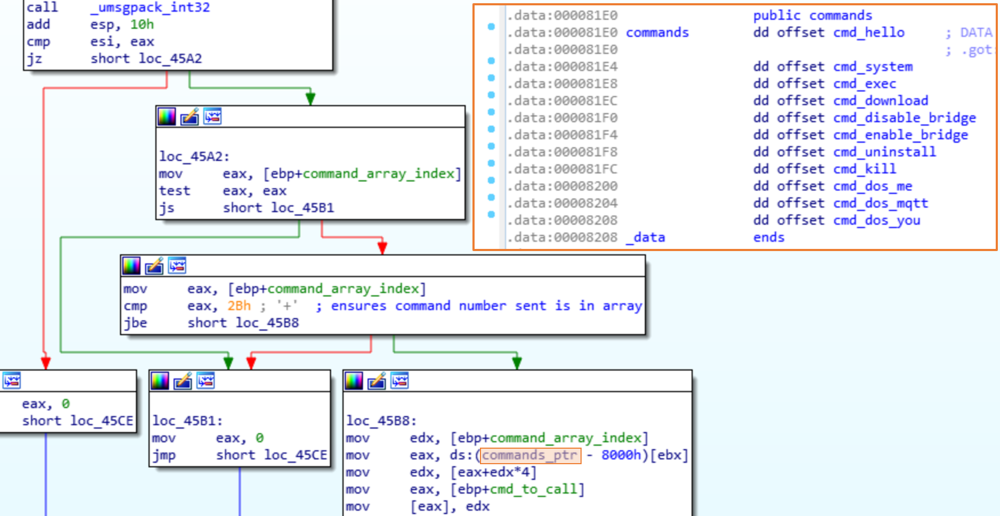 call _umsgpack_int32
add esp, 10h
cmp esi, eax
jz short loc_45A2
.data:000081E0 public commands
.data:000081E0 commands dd offset cmd_hello ; DATA
.data:000081E0 ; .got:
.data:000081E4 dd offset cmd_system
.data:000081E8 dd offset cmd_exec
.data:000081EC dd offset cmd_download
.data:000081F0 dd offset cmd_disable_bridge
.data:000081F4 dd offset cmd_enable_bridge
.data:000081F8 dd offset cmd_uninstall
.data:000081FC dd offset cmd_kill
.data:00008200 dd offset cmd_dos_me
.data:00008204 dd offset cmd_dos_mqtt
.data:00008208 dd offset cmd_dos_you
.data:00008208 _data ends
loc_45A2:
mov eax, [ebp+command_array_index]
test eax, eax
js short loc_45B1
mov eax, [ebp+command_array_index]
cmp eax, 2Bh ; '+' ; ensures command number sent is in array
jbe short loc_45B8
eax, 0
short loc_45CE
loc_45B1:
mov eax, 0
jmp short loc_45CE
loc_45B8:
mov edx, [ebp+command_array_index]
mov eax, ds:(commands_ptr - 8000h)[ebx]
mov edx, [eax+edx*4]
mov eax, [ebp+cmd_to_call]
mov [eax], edx